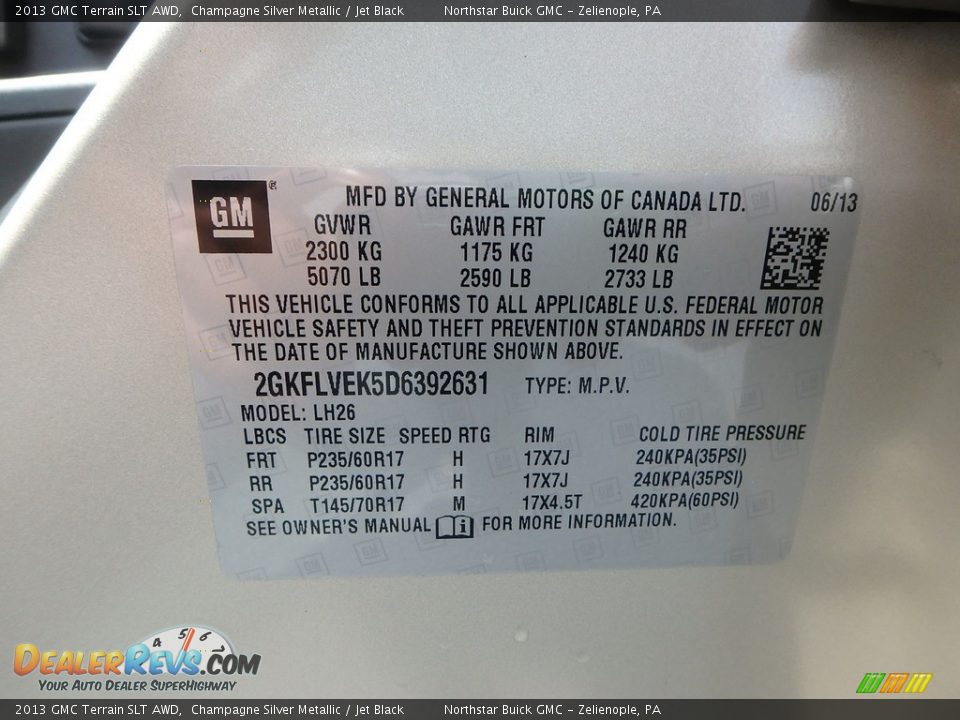 2013 GMC Terrain SLT AWD, Champagne Silver Metallic / Jet Black Northstar Buick GMC - Zelienople, PA
GM®
MFD BY GENERAL MOTORS OF CANADA LTD. 06/13
GVWR GAWR FRT GAWR RR
2300 KG 1175 KG 1240 KG
5070 LB 2590 LB 2733 LB
THIS VEHICLE CONFORMS TO ALL APPLICABLE U.S. FEDERAL MOTOR
VEHICLE SAFETY AND THEFT PREVENTION STANDARDS IN EFFECT ON
THE DATE OF MANUFACTURE SHOWN ABOVE.
2GKFLVEK5D6392631 TYPE: M.P.V.
MODEL: LH26
LBCS TIRE SIZE SPEED RTG RIM COLD TIRE PRESSURE
FRT P235/60R17 H 17X7J 240KPA(35PSI)
RR P235/60R17 H 17X7J 240KPA(35PSI)
SPA T145/70R17 M 17X4.5T 420KPA(60PSI)
SEE OWNER'S MANUAL i FOR MORE INFORMATION.
4 5 6 7
DEALERREVS.COM
YOUR AUTO DEALER SUPERHIGHWAY
2013 GMC Terrain SLT AWD, Champagne Silver Metallic / Jet Black Northstar Buick GMC - Zelienople, PA